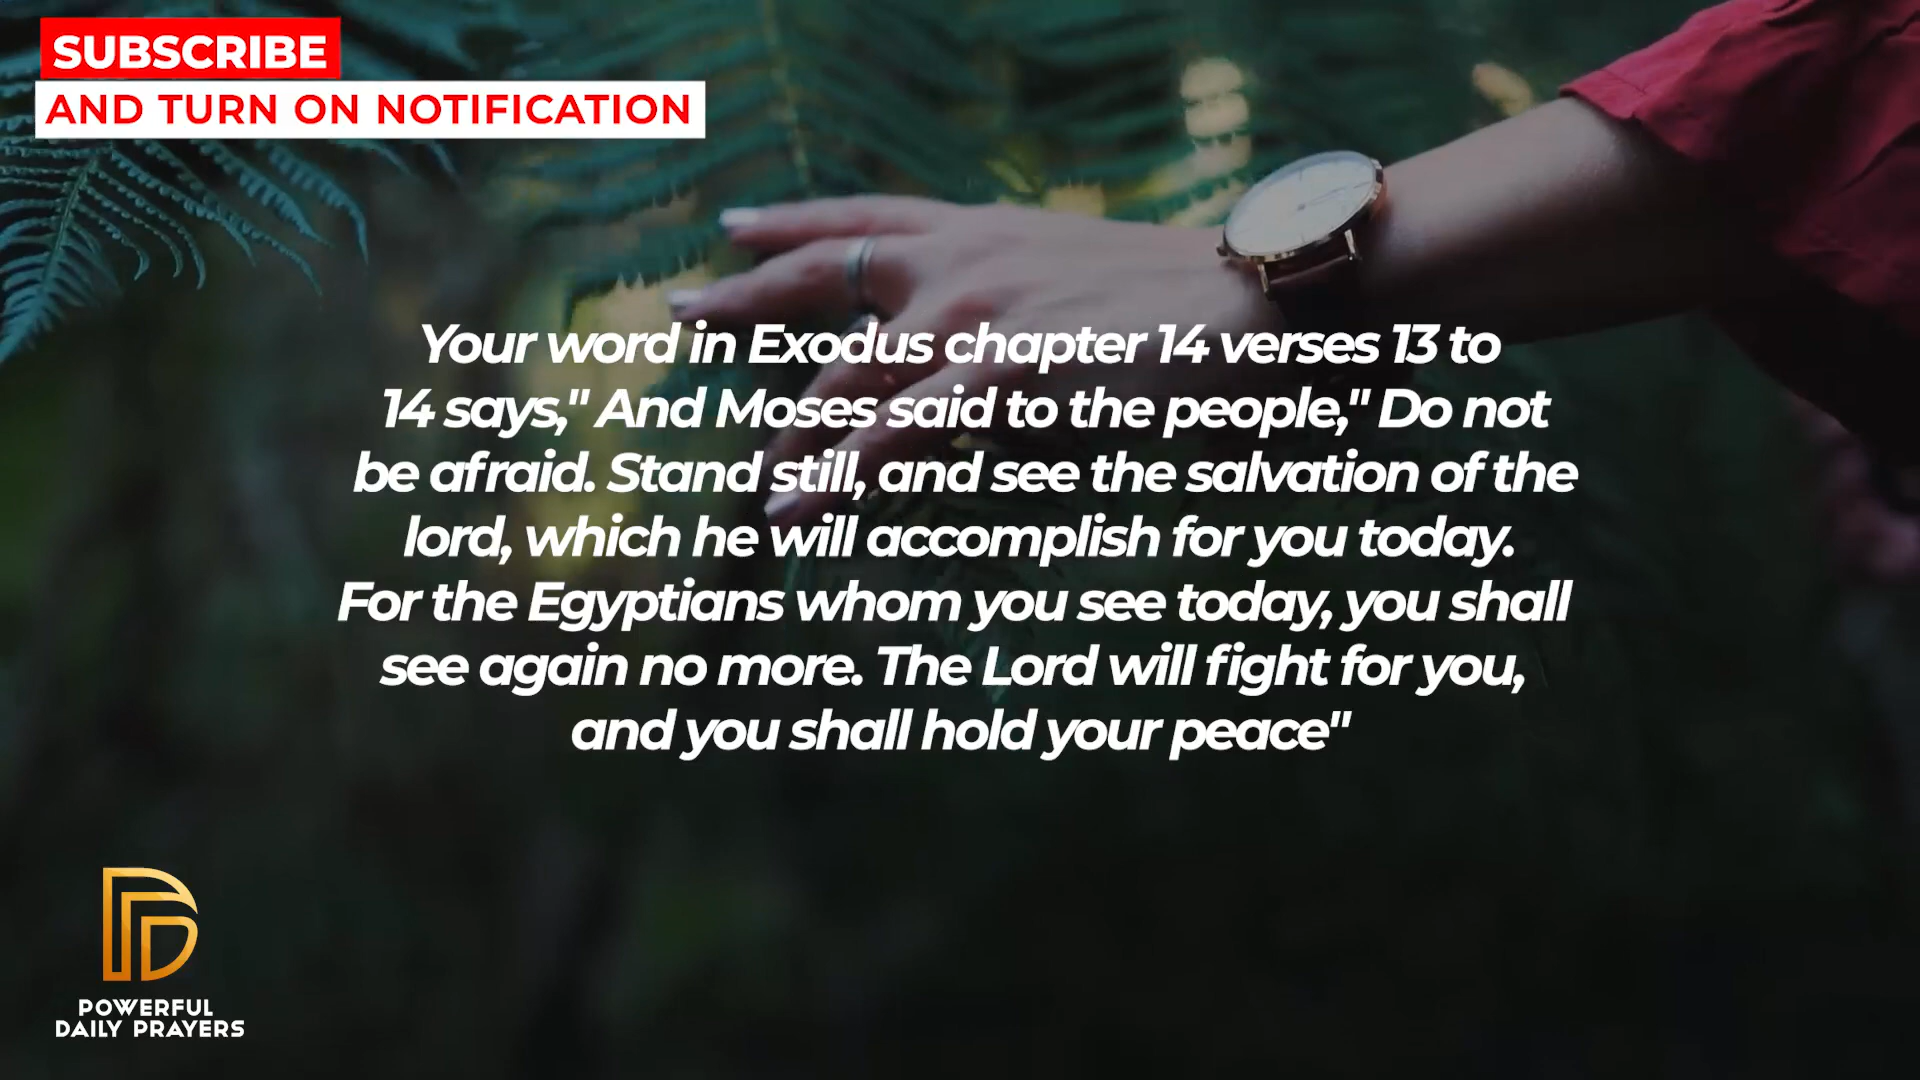 SUBSCRIBE
AND TURN ON NOTIFICATION
Your word in Exodus chapter 14 verses 13 to
14 says," And Moses said to the people," Do not
be afraid. Stand still, and see the salvation of the
lord, which he will accomplish for you today.
For the Egyptians whom you see today, you shall
see again no more. The Lord will fight for you,
and you shall hold your peace"
POWERFUL
DAILY PRAYERS